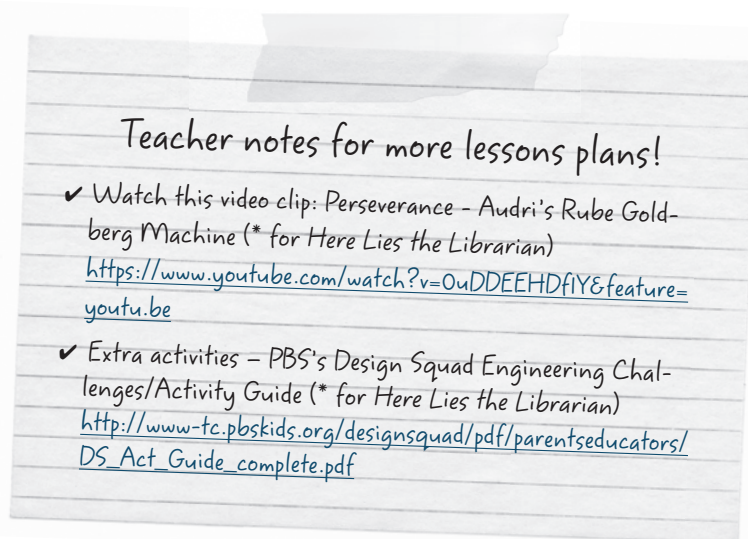 Teacher notes for more lessons plans!
✔ Watch this video clip: Perseverance - Audri's Rube Gold-
berg Machine (* for Here Lies the Librarian)
https://www.youtube.com/watch?v=0uDDEEHDf1Y&feature=
youtu.be
✔ Extra activities – PBS's Design Squad Engineering Chal-
lenges/Activity Guide (* for Here Lies the Librarian)
http://www-tc.pbskids.org/designsquad/pdf/parentseducators/
DS_Act_Guide_complete.pdf